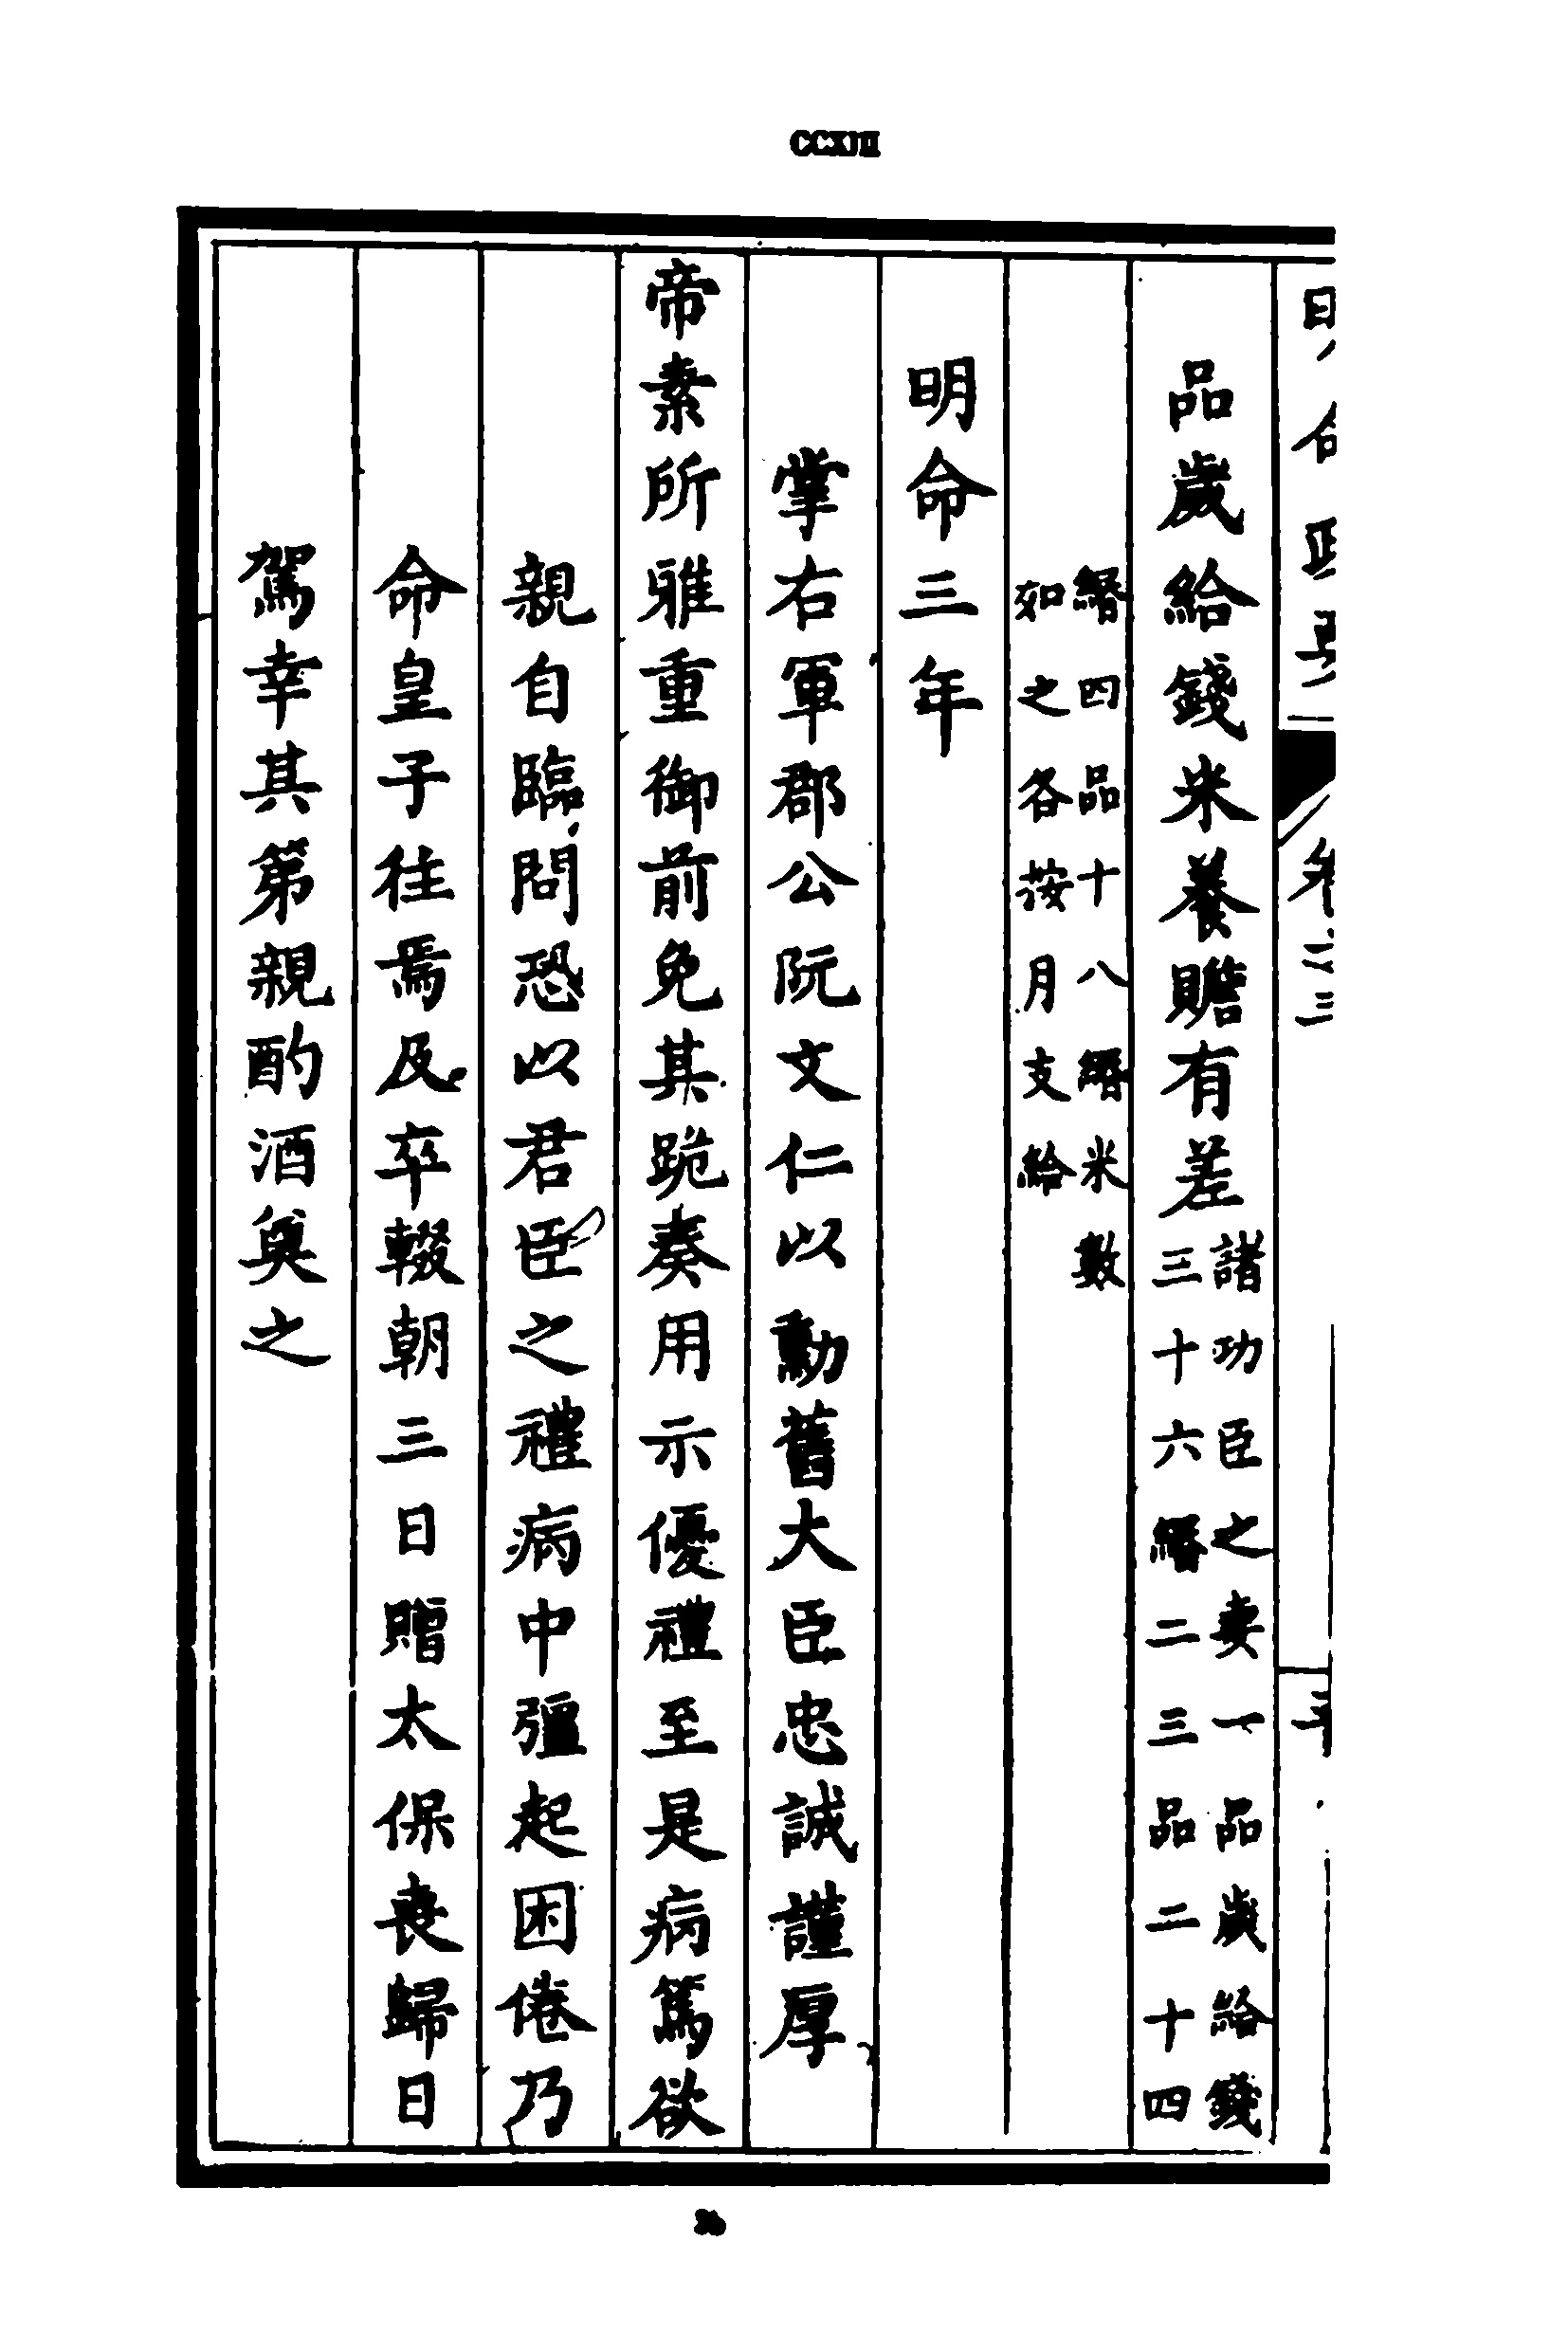 品歲給錢米養贍有差諸功臣之妻一品歲給錢三十六緡二三品二十四
緡四品十八緡米數如之各按月支給
明命三年
掌右軍郡公阮文仁以勳舊大臣忠誠謹厚
帝素所雅重御前免其跪奏用示優禮至是病篤欲
親自臨問恐以君臣之禮病中彊起困倦乃
命皇子往焉及卒輟朝三日贈太保喪歸日
駕幸其第親酌酒奠之